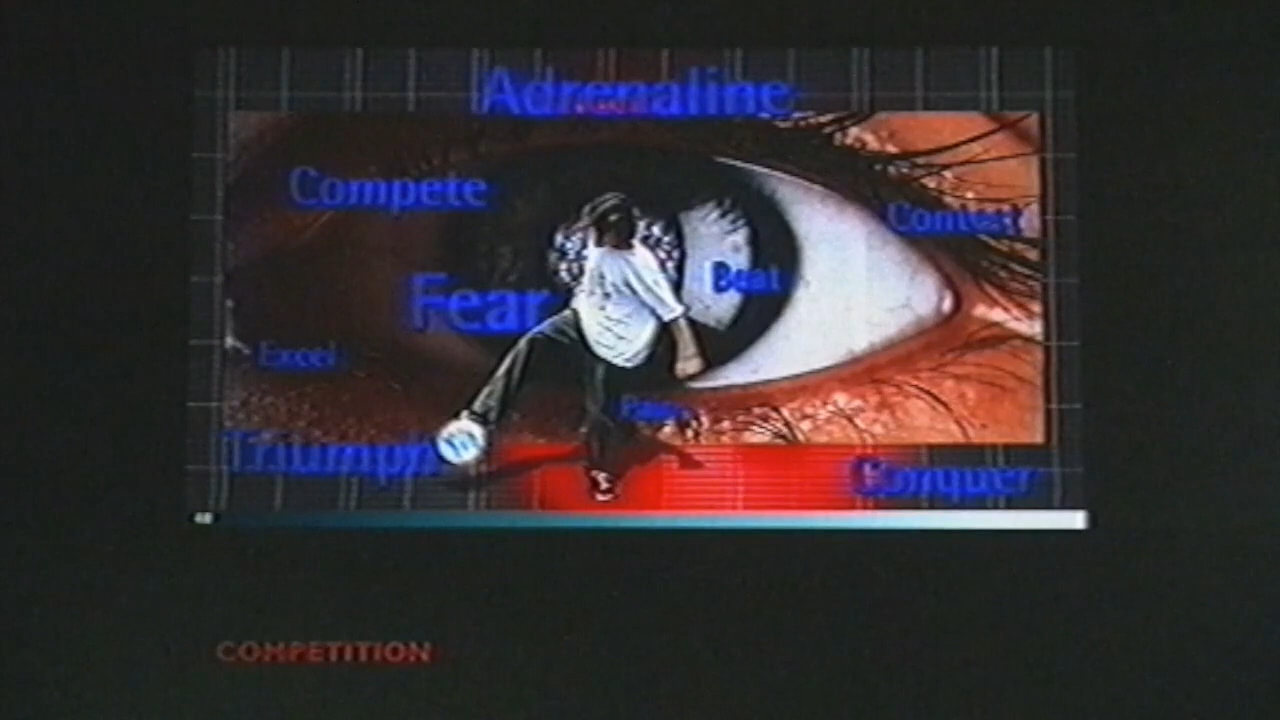 Adrenaline
Compete
Contest
Beat
Fear
Excel
Triumph
Conquer
COMPETITION